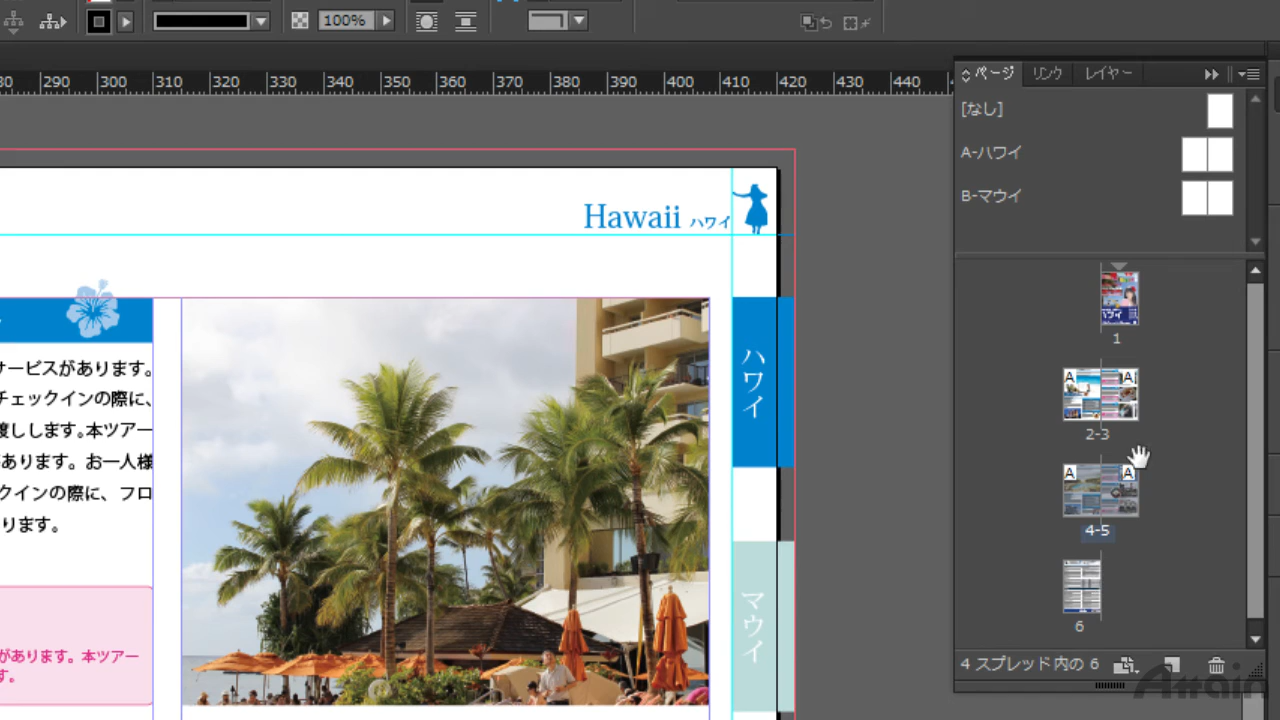 100%
290 300 310 320 330 340 350 360 370 380 390 400 410 420 430 440
ページ リンク レイヤー
[なし]
A-ハワイ
B-マウイ
1
A A
2-3
A A
4-5
6
4 スプレッド内の 6
Attain
Hawaii ハワイ
ハワイ
マウイ
サービスがあります。
チェックインの際に、
渡しします。本ツアー
あります。お一人様
クインの際に、フロ
ります。
があります。本ツアー
す。